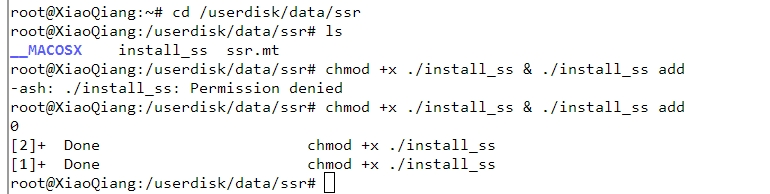 root@XiaoQiang:~# cd /userdisk/data/ssr
root@XiaoQiang:/userdisk/data/ssr# ls
__MACOSX    install_ss  ssr.mt
root@XiaoQiang:/userdisk/data/ssr# chmod +x ./install_ss & ./install_ss add
-ash: ./install_ss: Permission denied
root@XiaoQiang:/userdisk/data/ssr# chmod +x ./install_ss & ./install_ss add
0
[2]+  Done                    chmod +x ./install_ss
[1]+  Done                    chmod +x ./install_ss
root@XiaoQiang:/userdisk/data/ssr#